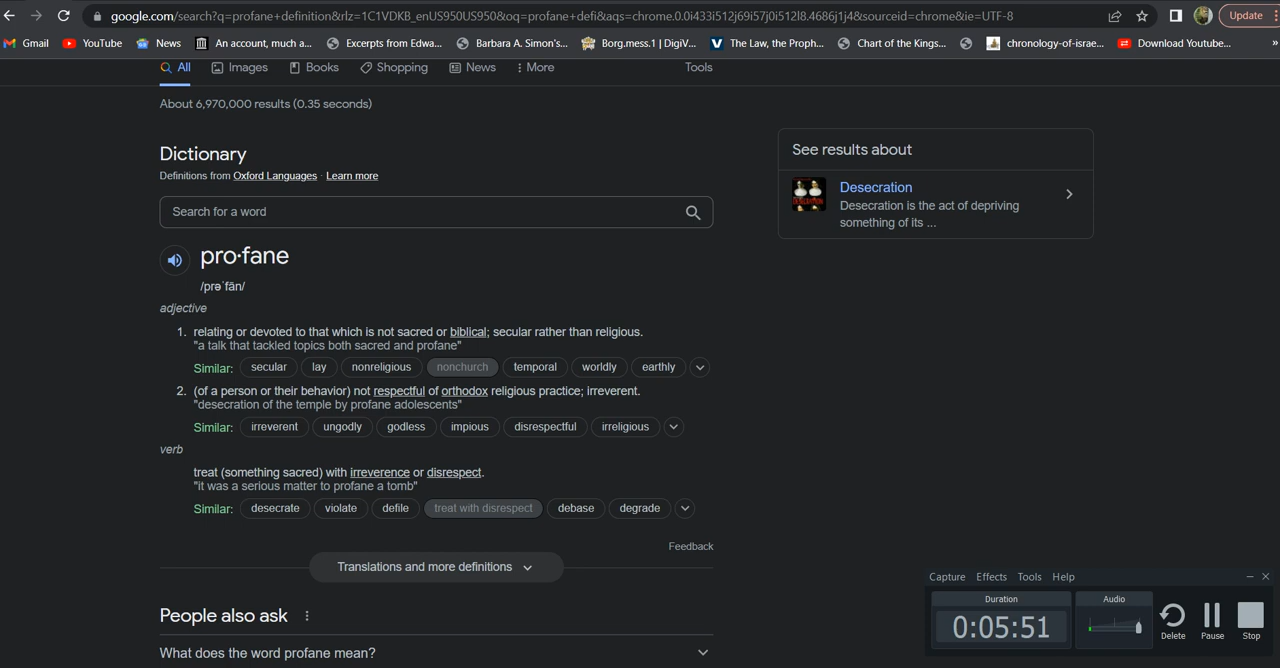 google.com/search?q=profane+definition&rlz=1C1VDKB_enUS950US950&oq=profane+defi&aqs=chrome.0.0i433i512j69i57j0i512l8.4686j1j4&sourceid=chrome&ie=UTF-8
Update
Gmail YouTube News An account, much a... Excerpts from Edwa... Barbara A. Simon's... Borg.mess.1 | DigiV... The Law, the Proph... Chart of the Kings... chronology-of-israe... Download Youtube... »
All Images Books Shopping News More Tools
About 6,970,000 results (0.35 seconds)
Dictionary
Definitions from Oxford Languages · Learn more
Search for a word
pro·fane
/prəˈfān/
adjective
1. relating or devoted to that which is not sacred or biblical; secular rather than religious.
"a talk that tackled topics both sacred and profane"
Similar: secular lay nonreligious nonchurch temporal worldly earthly
2. (of a person or their behavior) not respectful of orthodox religious practice; irreverent.
"desecration of the temple by profane adolescents"
Similar: irreverent ungodly godless impious disrespectful irreligious
verb
treat (something sacred) with irreverence or disrespect.
"it was a serious matter to profane a tomb"
Similar: desecrate violate defile treat with disrespect debase degrade
Feedback
Translations and more definitions
People also ask
What does the word profane mean?
See results about
Desecration
Desecration is the act of depriving
something of its ...
Capture Effects Tools Help
Duration Audio
0:05:51
Delete Pause Stop